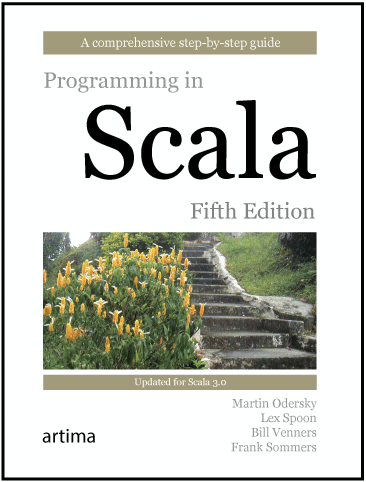 A comprehensive step-by-step guide
Programming in
Scala
Fifth Edition
Updated for Scala 3.0
Martin Odersky
Lex Spoon
Bill Venners
Frank Sommers
artima